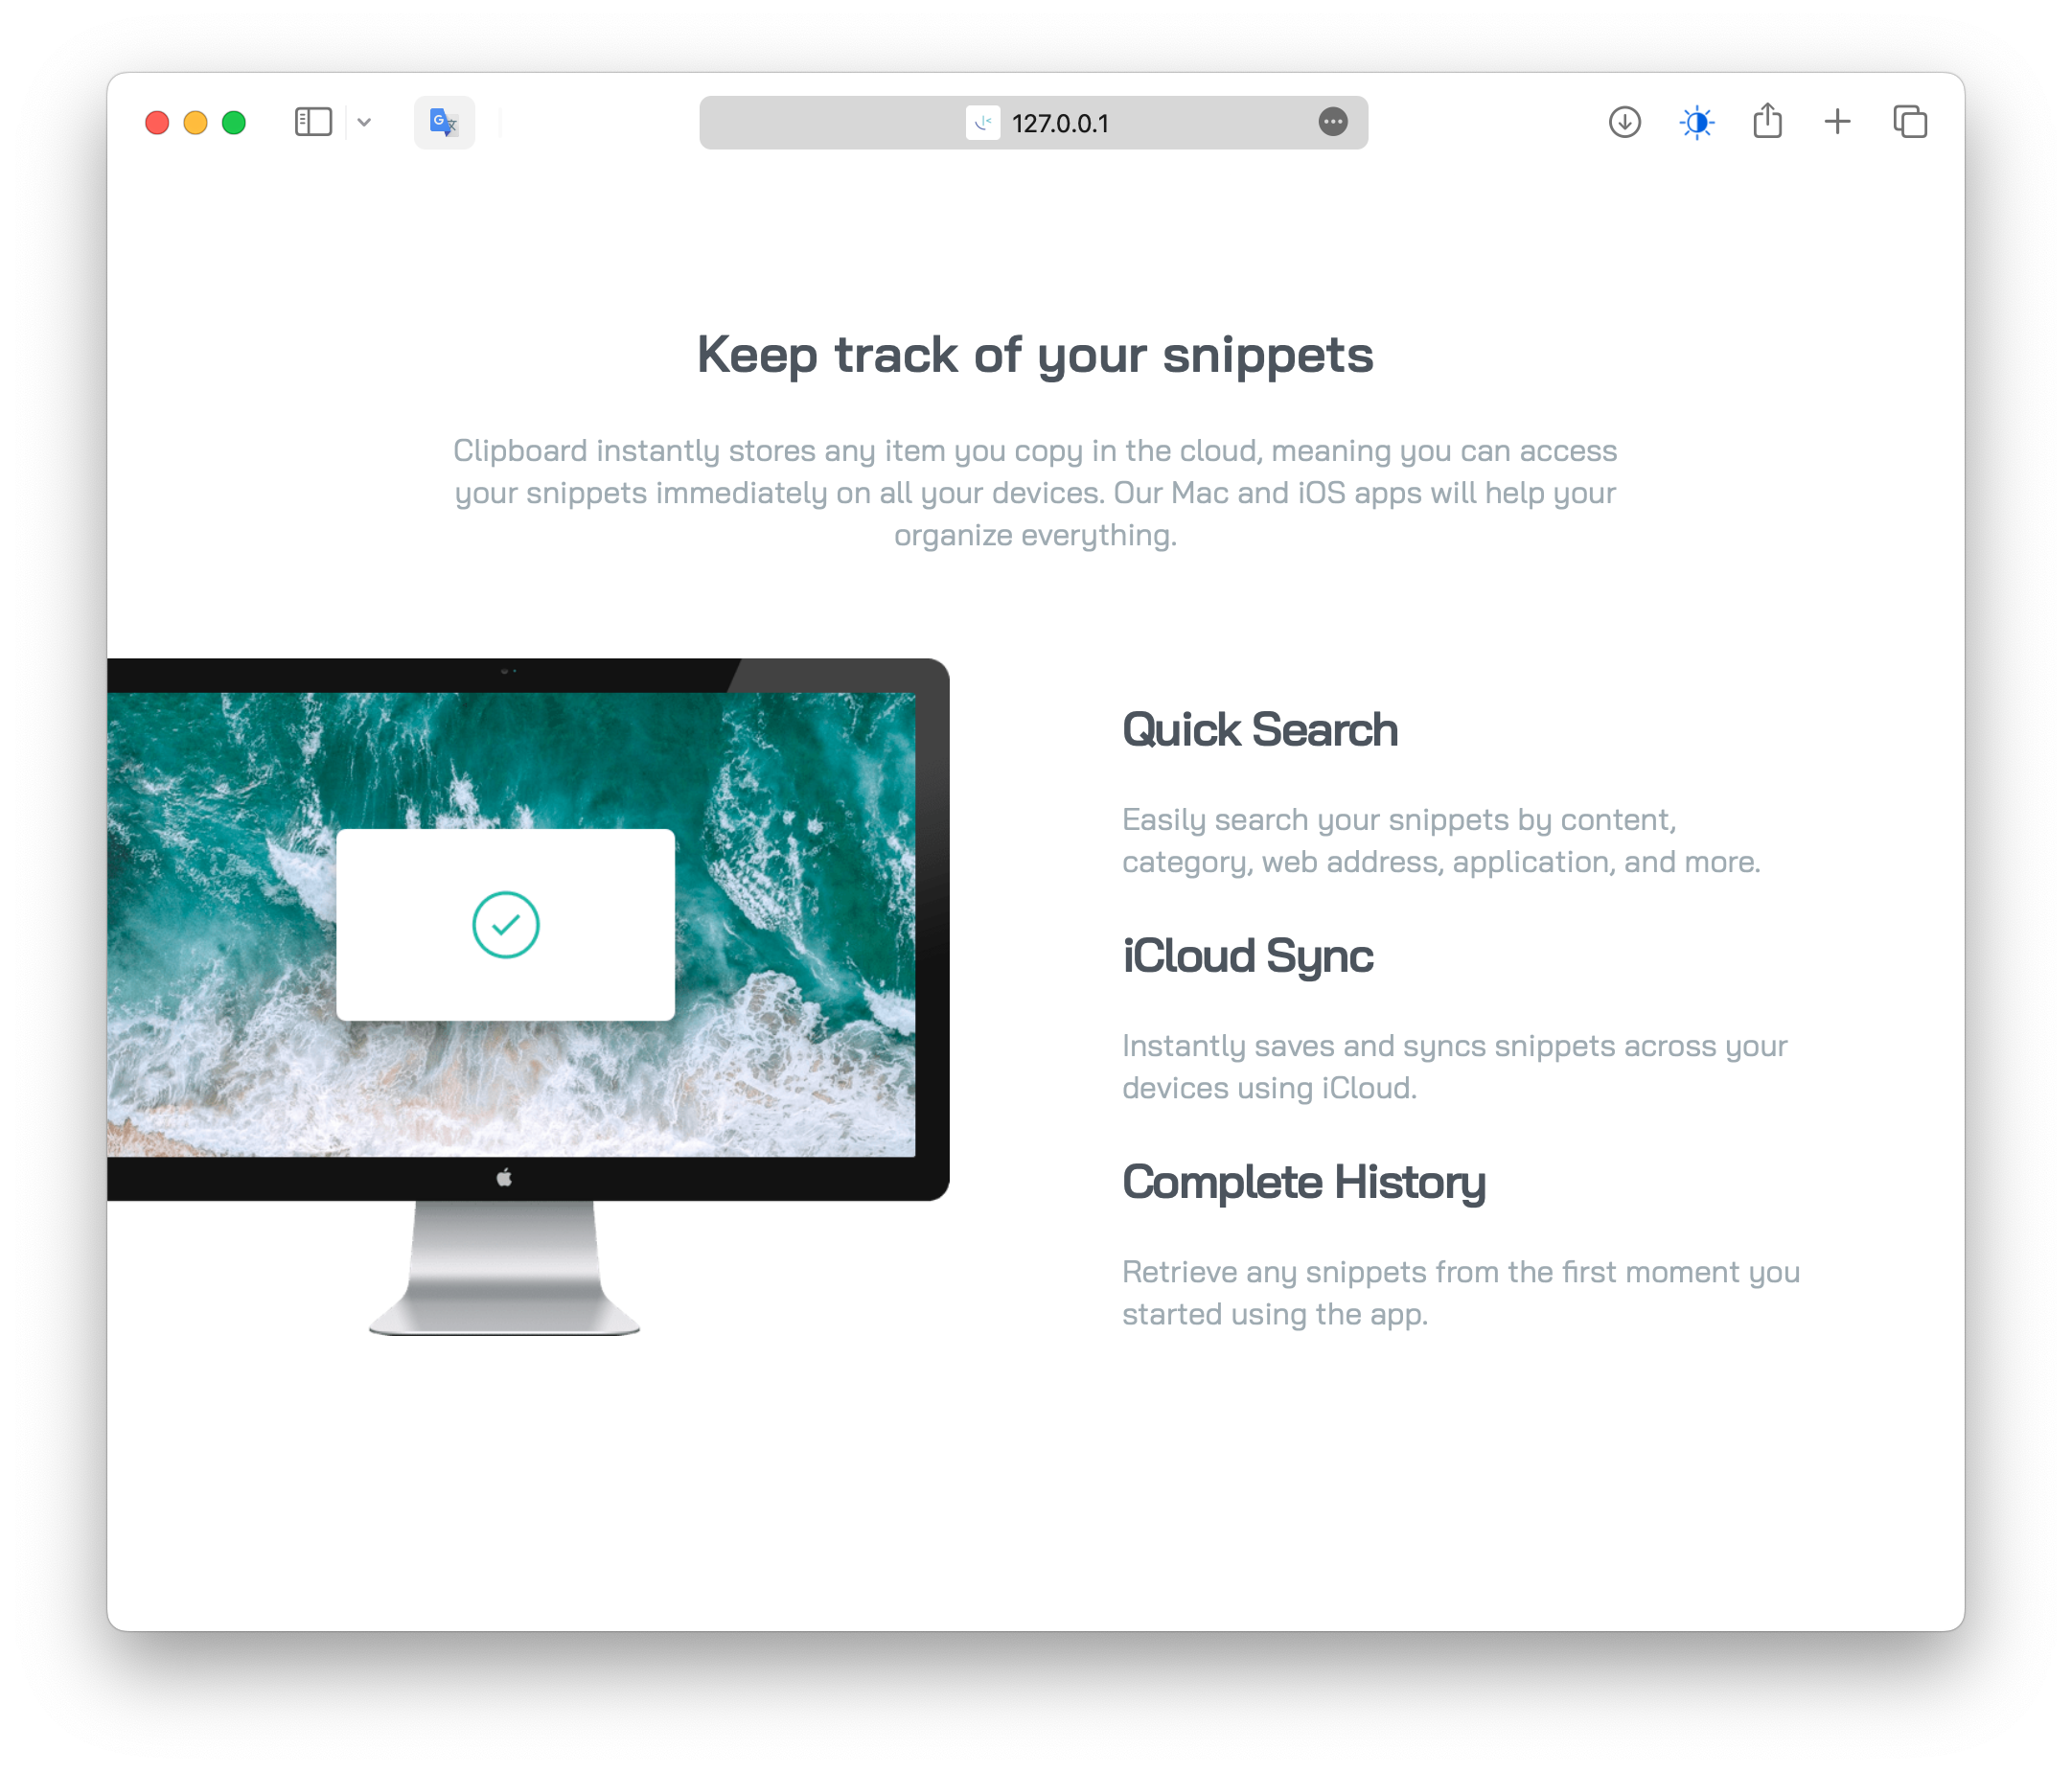 127.0.0.1
Keep track of your snippets
Clipboard instantly stores any item you copy in the cloud, meaning you can access
your snippets immediately on all your devices. Our Mac and iOS apps will help your
organize everything.
Quick Search
Easily search your snippets by content,
category, web address, application, and more.
iCloud Sync
Instantly saves and syncs snippets across your
devices using iCloud.
Complete History
Retrieve any snippets from the first moment you
started using the app.